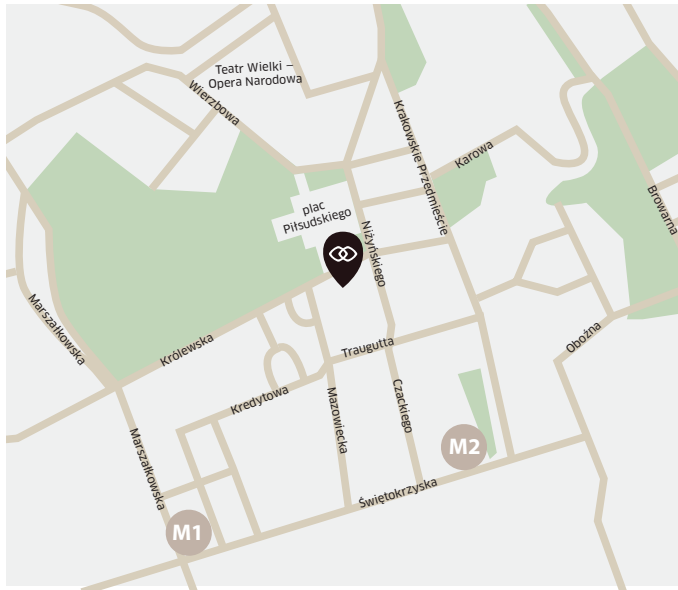 Teatr Wielki –
Opera Narodowa
Wierzbowa
Krakowskie Przedmieście
Karowa
Browarna
plac
Piłsudskiego
Niżyńskiego
Marszałkowska
Królewska
Traugutta
Oboźna
Kredytowa
Mazowiecka
Czackiego
Marszałkowska
M2
Świętokrzyska
M1